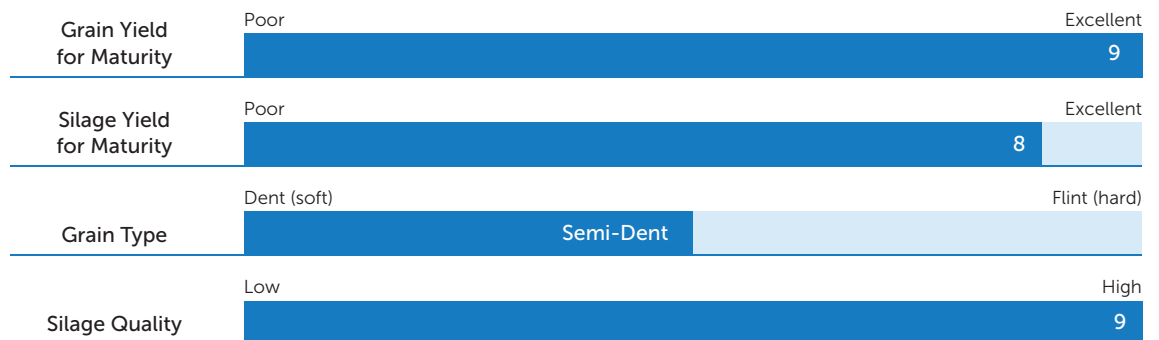 Grain Yield
for Maturity
Poor Excellent
9
Silage Yield
for Maturity
Poor Excellent
8
Grain Type
Dent (soft) Flint (hard)
Semi-Dent
Silage Quality
Low High
9